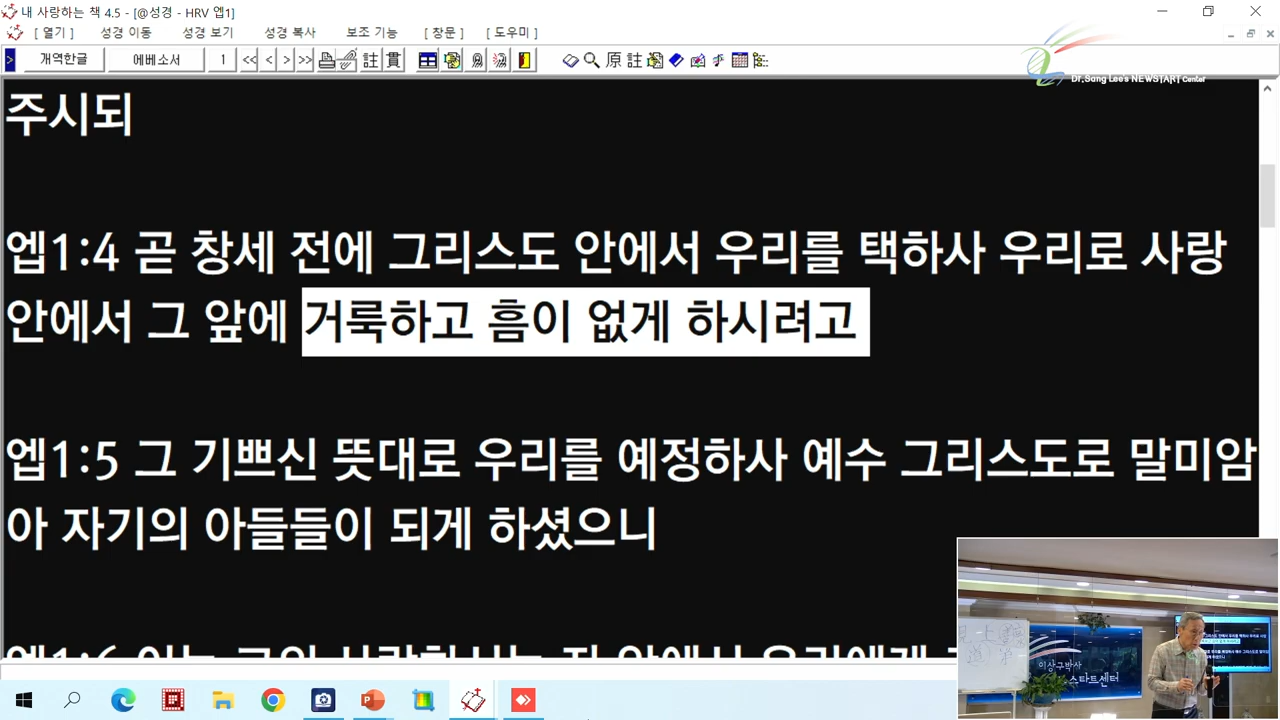 내 사랑하는 책 4.5 - [@성경 - HRV 엡1]
[ 열기 ] 성경 이동 성경 보기 성경 복사 보조 기능 [ 창문 ] [ 도우미 ]
개역한글 에베소서 1 << < > >> 註 貫 原 註
Dr.Sang Lee's NEWSTART Center
주시되
엡1:4 곧 창세 전에 그리스도 안에서 우리를 택하사 우리로 사랑
안에서 그 앞에 거룩하고 흠이 없게 하시려고
엡1:5 그 기쁘신 뜻대로 우리를 예정하사 예수 그리스도로 말미암
아 자기의 아들들이 되게 하셨으니
이상구박사
스타트센터